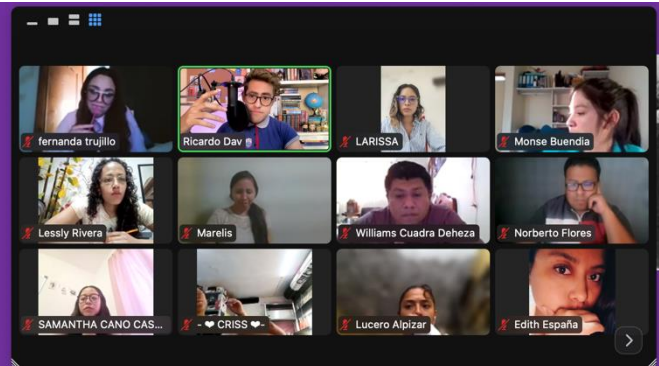 fernanda trujillo
Ricardo Dav
LARISSA
Monse Buendia
Lessly Rivera
Marelis
Williams Cuadra Deheza
Norberto Flores
SAMANTHA CANO CAS...
- ❤ CRISS ❤-
Lucero Alpizar
Edith España